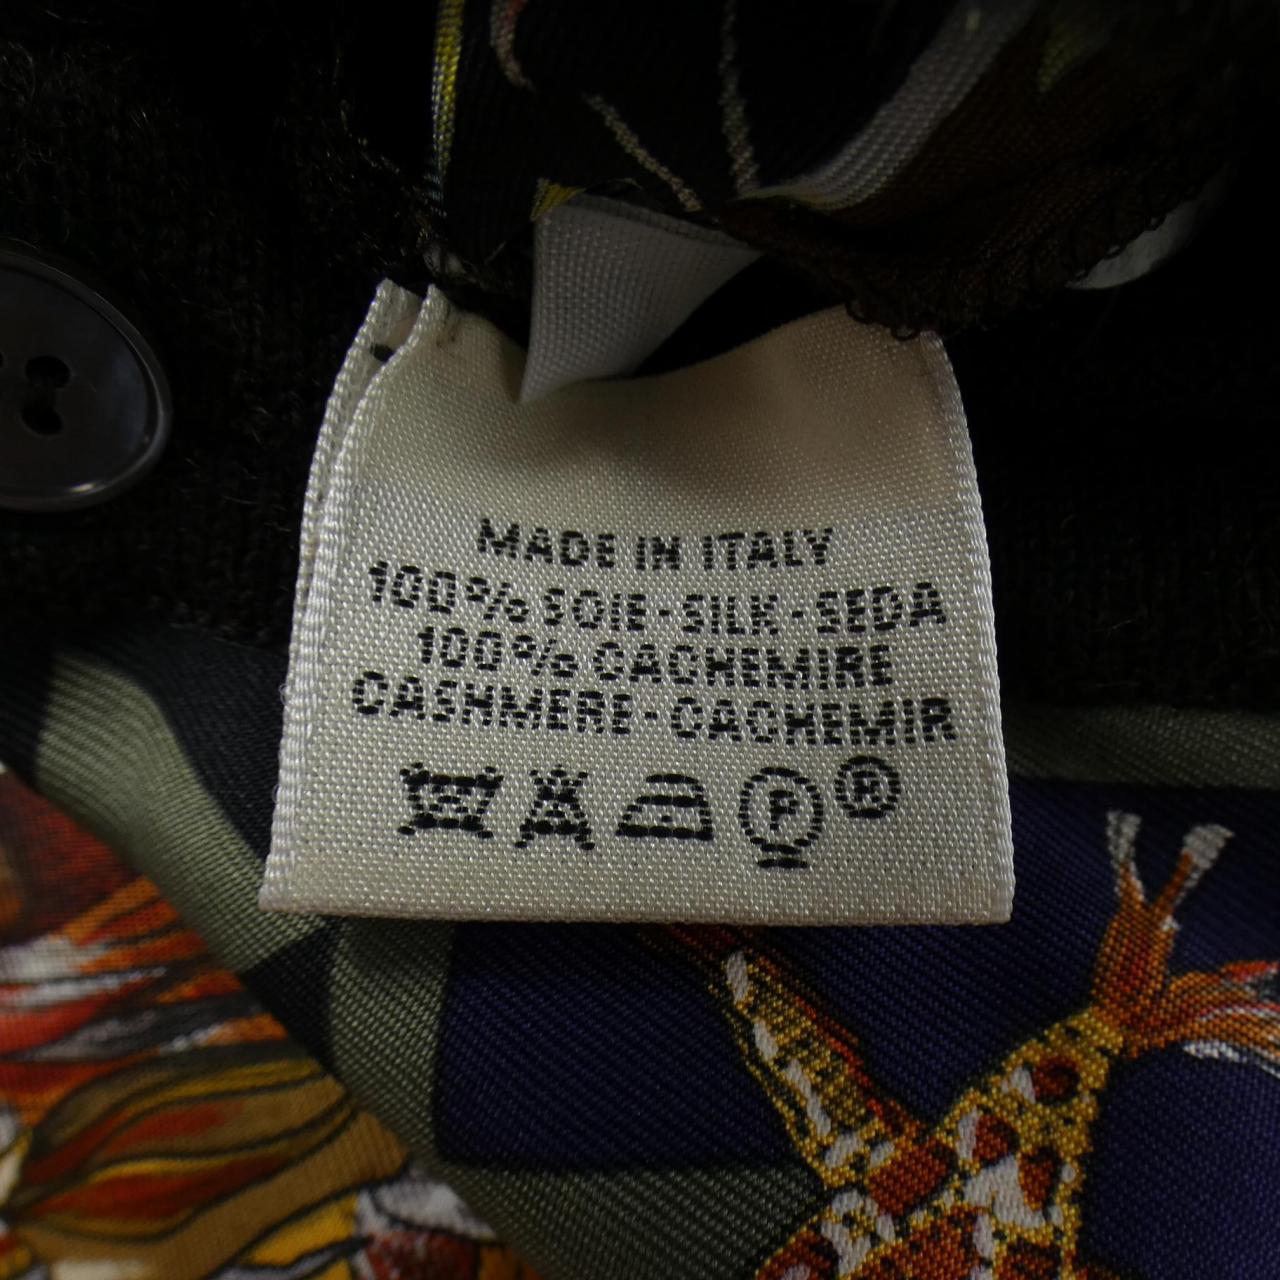 MADE IN ITALY
100% SOIE - SILK - SEDA
100% CACHEMIRE
CASHMERE - CACHEMIR
P ®